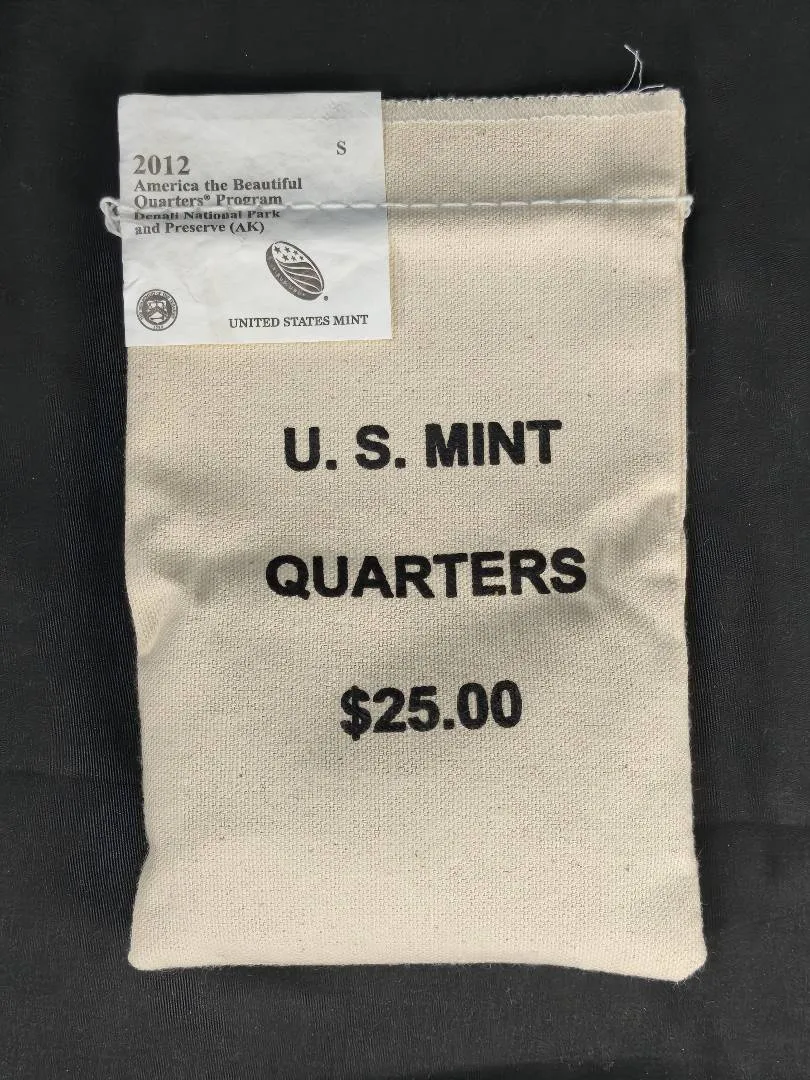 S
2012
America the Beautiful
Quarters® Program
Denali National Park
and Preserve (AK)
UNITED STATES MINT
U. S. MINT
QUARTERS
$25.00